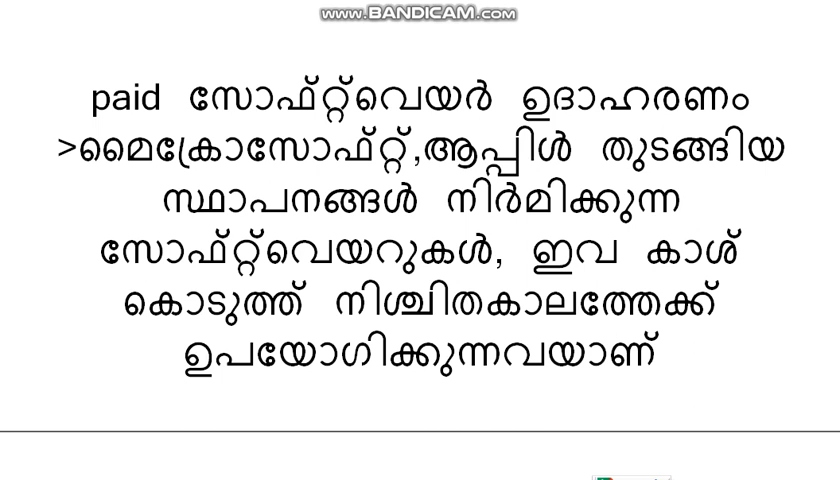 www.BANDICAM.com
paid സോഫ്റ്റ്‌വെയർ ഉദാഹരണം
>മൈക്രോസോഫ്റ്റ്,ആപ്പിൾ തുടങ്ങിയ
സ്ഥാപനങ്ങൾ നിർമിക്കുന്ന
സോഫ്റ്റ്‌വെയറുകൾ, ഇവ കാശ്
കൊടുത്ത് നിശ്ചിതകാലത്തേക്ക്
ഉപയോഗിക്കുന്നവയാണ്